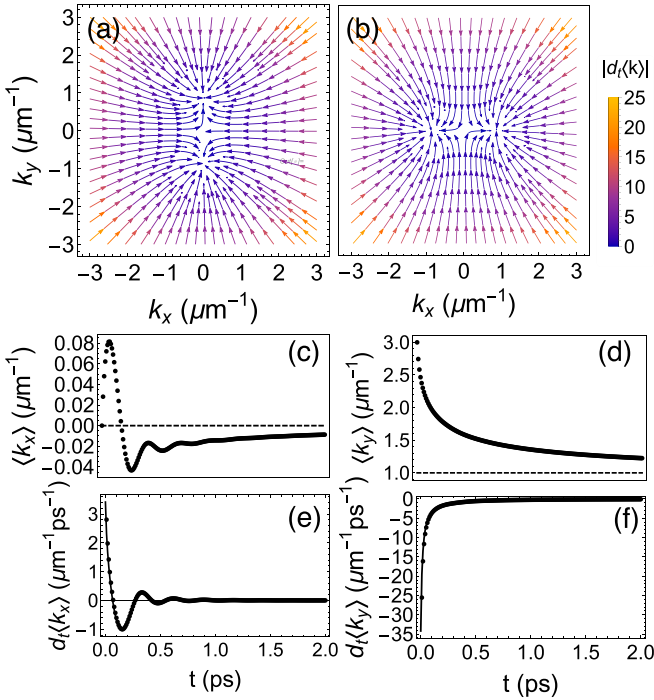 (a) (b)
|dₜ⟨k⟩|
3 2 1 0 −1 −2 −3
k_y (μm⁻¹)
25 20 15 10 5 0
−3 −2 −1 0 1 2 3 −3 −2 −1 0 1 2 3
k_x (μm⁻¹) k_x (μm⁻¹)
(c) (d)
0.08 0.06 0.04 0.02 0.00 −0.02 −0.04
⟨k_x⟩ (μm⁻¹)
3.0 2.5 2.0 1.5 1.0
⟨k_y⟩ (μm⁻¹)
(e) (f)
3 2 1 0 −1
dₜ⟨k_x⟩ (μm⁻¹ps⁻¹)
0 −5 −10 −15 −20 −25 −30 −35
dₜ⟨k_y⟩ (μm⁻¹ps⁻¹)
0.0 0.5 1.0 1.5 2.0 0.0 0.5 1.0 1.5 2.0
t (ps) t (ps)